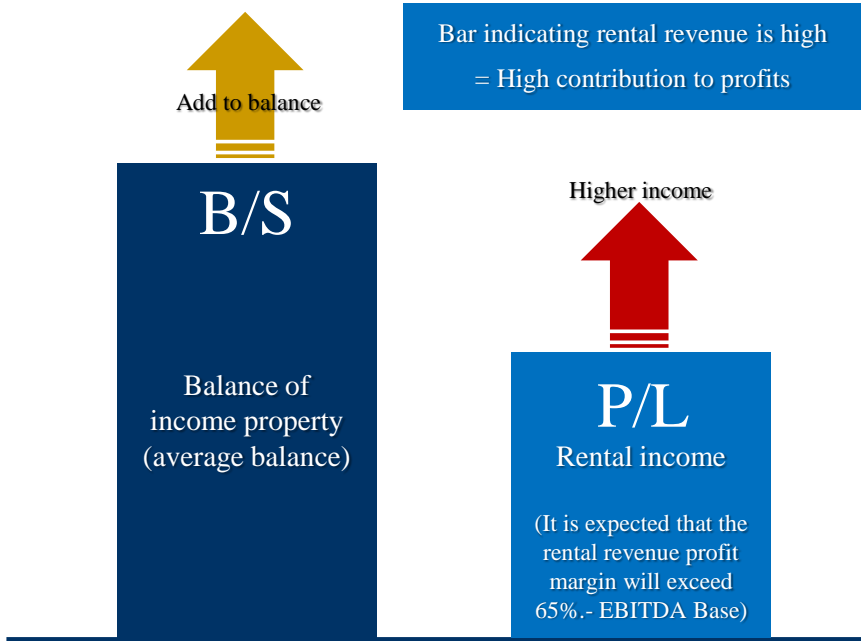 Bar indicating rental revenue is high
= High contribution to profits
Add to balance
B/S
Balance of
income property
(average balance)
Higher income
P/L
Rental income
(It is expected that the
rental revenue profit
margin will exceed
65%.- EBITDA Base)